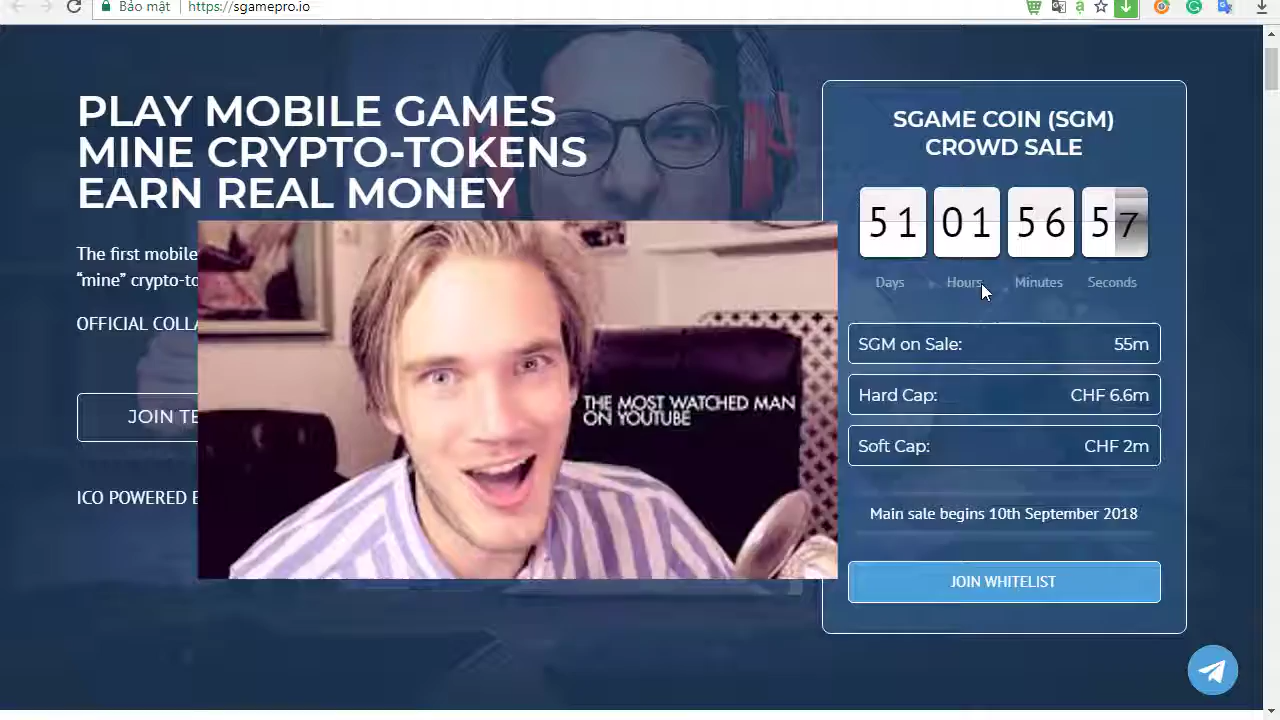 Bảo mật
https://sgamepro.io
PLAY MOBILE GAMES
MINE CRYPTO-TOKENS
EARN REAL MONEY
The first mobile
“mine” crypto-to
OFFICIAL COLLA
JOIN TE
ICO POWERED
THE MOST WATCHED MAN
ON YOUTUBE
SGAME COIN (SGM)
CROWD SALE
51 01 56 57
Days Hours Minutes Seconds
SGM on Sale: 55m
Hard Cap: CHF 6.6m
Soft Cap: CHF 2m
Main sale begins 10th September 2018
JOIN WHITELIST